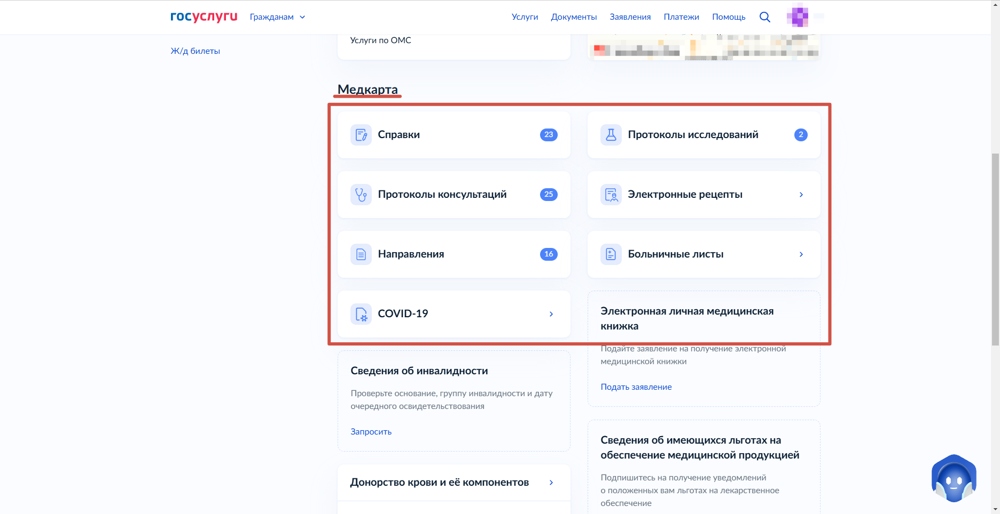 госуслуги
Гражданам
Услуги
Документы
Заявления
Платежи
Помощь
Ж/д билеты
Услуги по ОМС
Медкарта
Справки
23
Протоколы исследований
2
Протоколы консультаций
25
Электронные рецепты
Направления
16
Больничные листы
COVID-19
Электронная личная медицинская
книжка
Подайте заявление на получение электронной
медицинской книжки
Подать заявление
Сведения об инвалидности
Проверьте основание, группу инвалидности и дату
очередного освидетельствования
Запросить
Сведения об имеющихся льготах на
обеспечение медицинской продукцией
Подпишитесь на получение уведомлений
о положенных вам льготах на лекарственное
обеспечение
Донорство крови и её компонентов